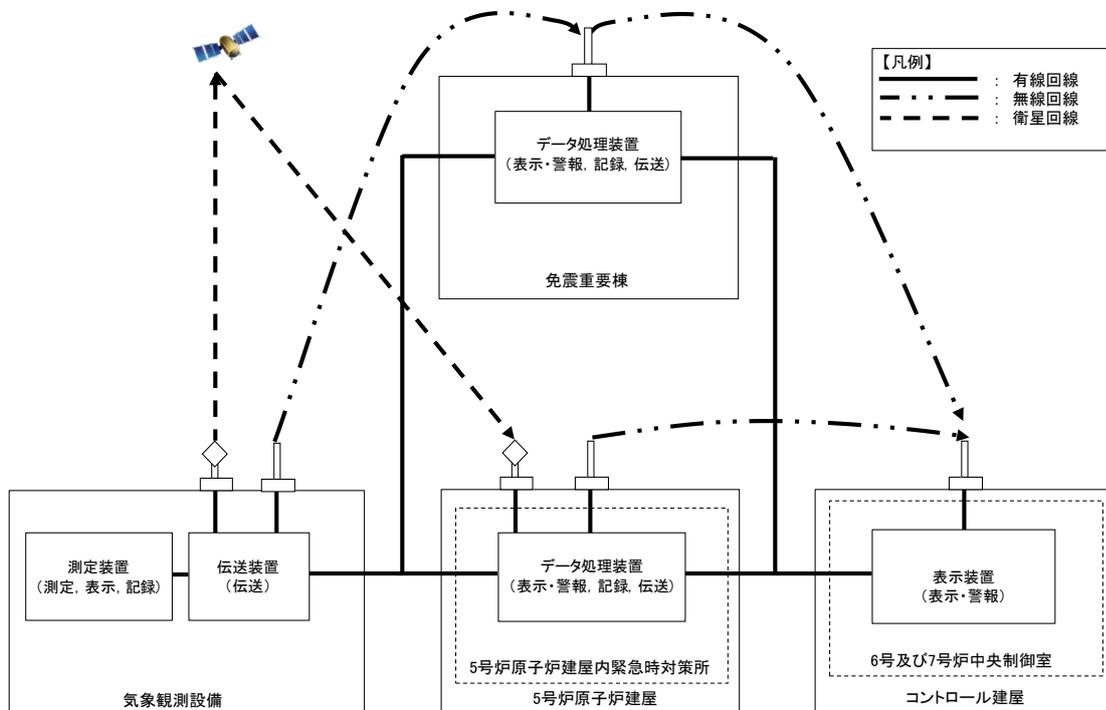 【凡例】
: 有線回線
: 無線回線
: 衛星回線
データ処理装置
(表示・警報, 記録, 伝送)
免震重要棟
測定装置
(測定, 表示, 記録)
伝送装置
(伝送)
気象観測設備
データ処理装置
(表示・警報, 記録, 伝送)
5号炉原子炉建屋内緊急時対策所
5号炉原子炉建屋
表示装置
(表示・警報)
6号及び7号炉中央制御室
コントロール建屋